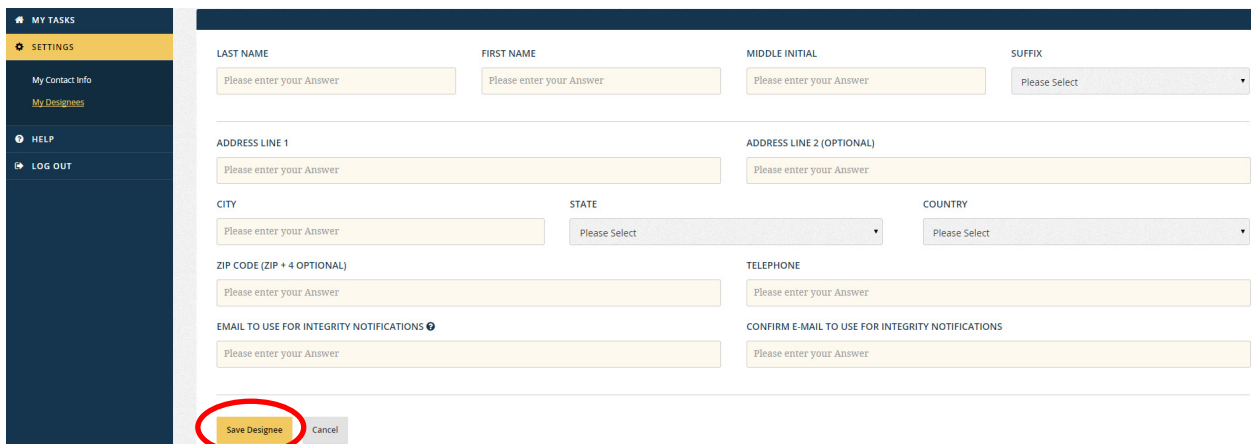 MY TASKS
SETTINGS
My Contact Info
My Designees
HELP
LOG OUT
LAST NAME FIRST NAME MIDDLE INITIAL SUFFIX
Please enter your Answer Please enter your Answer Please enter your Answer Please Select
ADDRESS LINE 1 ADDRESS LINE 2 (OPTIONAL)
Please enter your Answer Please enter your Answer
CITY STATE COUNTRY
Please enter your Answer Please Select Please Select
ZIP CODE (ZIP + 4 OPTIONAL) TELEPHONE
Please enter your Answer Please enter your Answer
EMAIL TO USE FOR INTEGRITY NOTIFICATIONS ? CONFIRM E-MAIL TO USE FOR INTEGRITY NOTIFICATIONS
Please enter your Answer Please enter your Answer
Save Designee Cancel